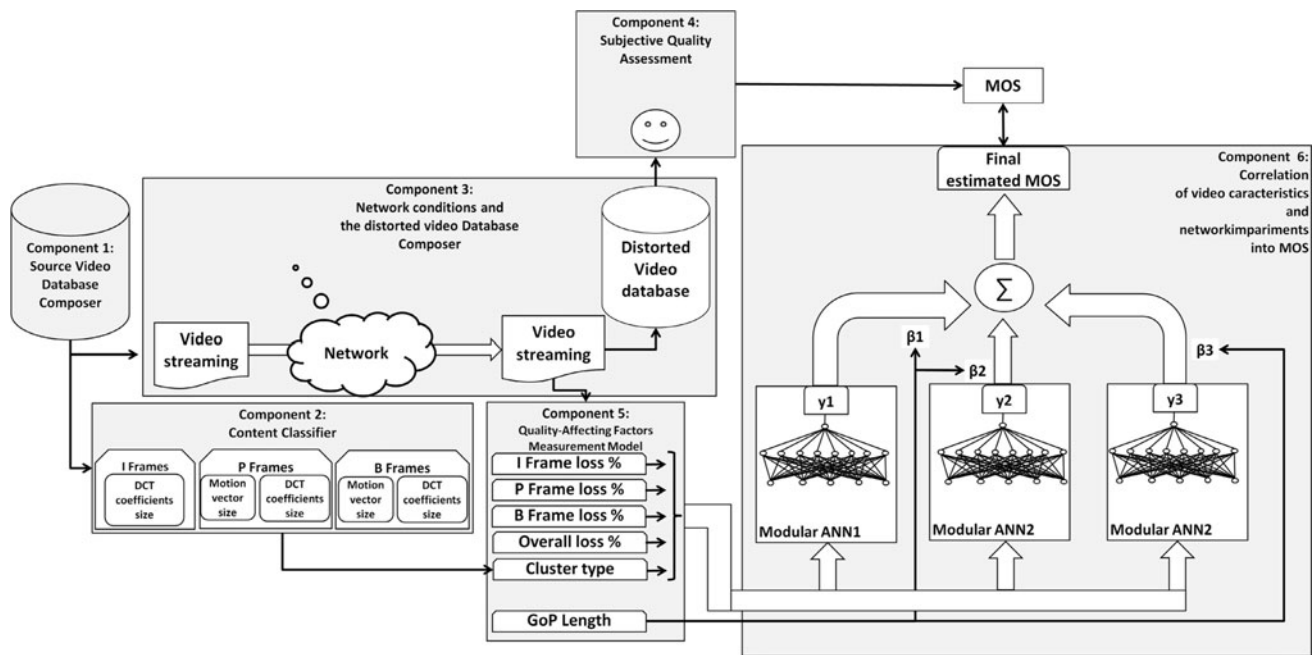 Component 4:
Subjective Quality
Assessment
MOS
Component 1:
Source Video
Database
Composer
Component 3:
Network conditions and
the distorted video Database
Composer
Video
streaming
Network
Video
streaming
Distorted
Video
database
Component 2:
Content Classifier
I Frames
DCT
coefficients
size
P Frames
Motion
vector
size
DCT
coefficients
size
B Frames
Motion
vector
size
DCT
coefficients
size
Component 5:
Quality-Affecting Factors
Measurement Model
I Frame loss %
P Frame loss %
B Frame loss %
Overall loss %
Cluster type
GoP Length
Component 6:
Correlation
of video caracteristics
and
networkimpariments
into MOS
Final
estimated MOS
Σ
β1
β2
β3
y1
Modular ANN1
y2
Modular ANN2
y3
Modular ANN2